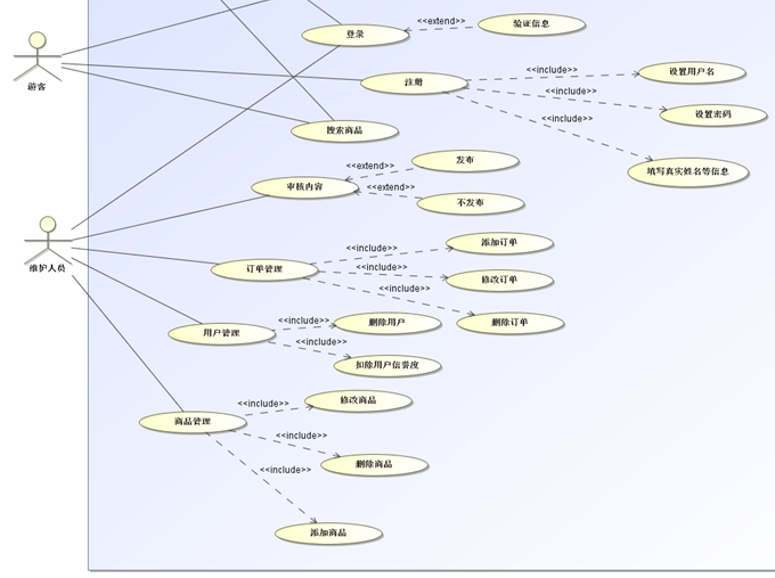 <<extend>>
验证信息
登录
游客
<<include>>
设置用户名
注册
<<include>>
设置密码
<<include>>
搜索商品
填写真实姓名等信息
<<extend>>
发布
审核内容
<<extend>>
不发布
维护人员
<<include>>
添加订单
订单管理
<<include>>
修改订单
<<include>>
删除订单
<<include>>
删除用户
用户管理
<<include>>
扣除用户信誉度
<<include>>
修改商品
商品管理
<<include>>
删除商品
<<include>>
添加商品